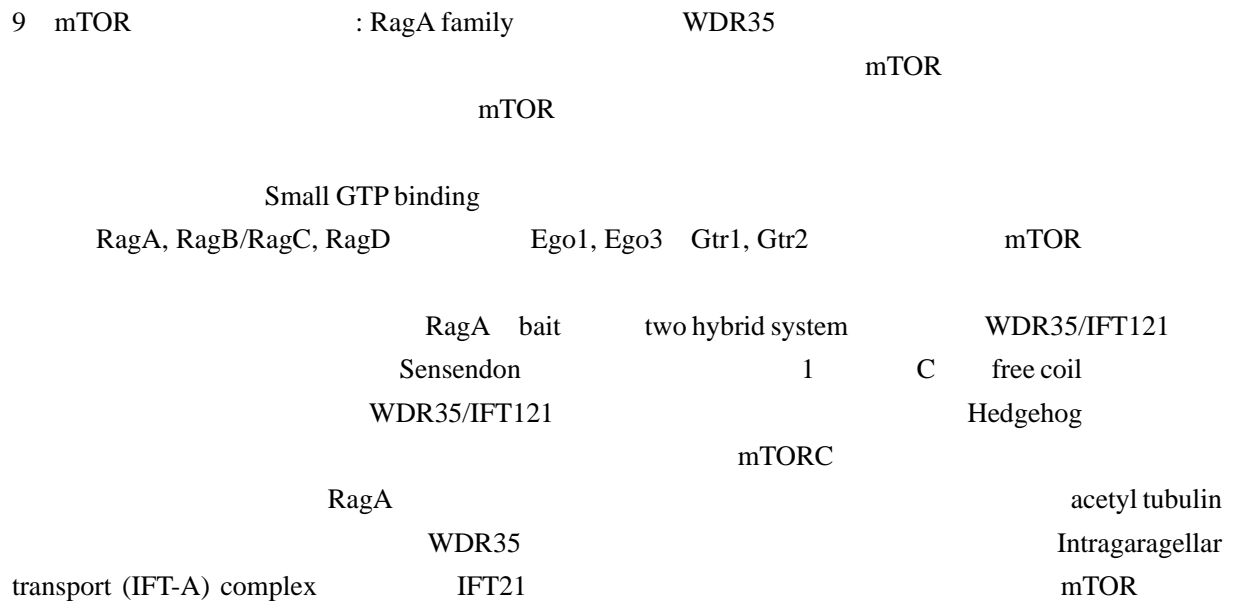 9 mTOR : RagA family WDR35
mTOR
mTOR
Small GTP binding
RagA, RagB/RagC, RagD Ego1, Ego3 Gtr1, Gtr2 mTOR
RagA bait two hybrid system WDR35/IFT121
Sensendon 1 C free coil
WDR35/IFT121 Hedgehog
mTORC
RagA acetyl tubulin
WDR35 Intragaragellar
transport (IFT-A) complex IFT21 mTOR